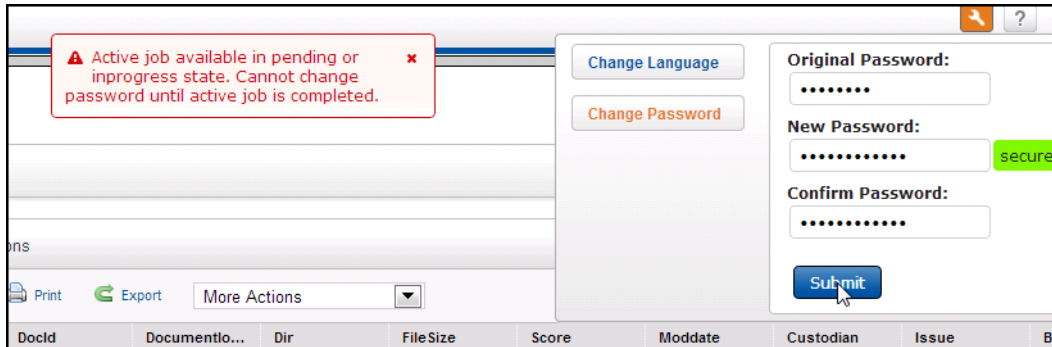 ?
Active job available in pending or
inprogress state. Cannot change
password until active job is completed.
Change Language
Change Password
Original Password:
••••••••
New Password:
••••••••••••
secure
Confirm Password:
••••••••••••
Submit
ons
Print
Export
More Actions
DocId
Documentlo...
Dir
FileSize
Score
Moddate
Custodian
Issue
B